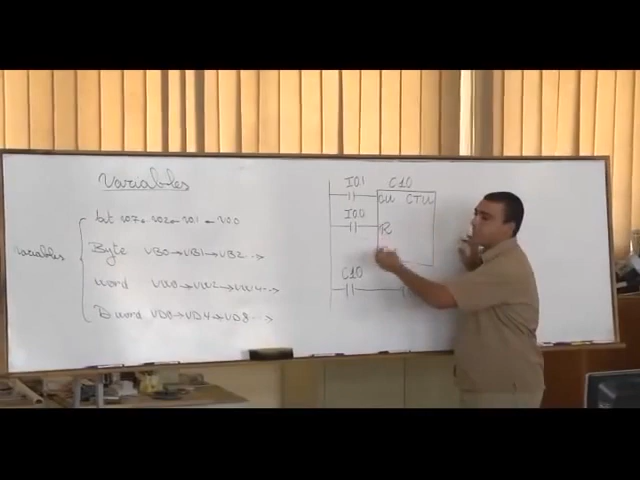 Variables
variables
bit V0.7 V0.2 V0.1 V0.0
Byte VB0→VB1→VB2...>
word VW0→VW2→VW4...>
D word VD0→VD4→VD8...>
I0.1 C10
CU CTU
I0.0
R
C10